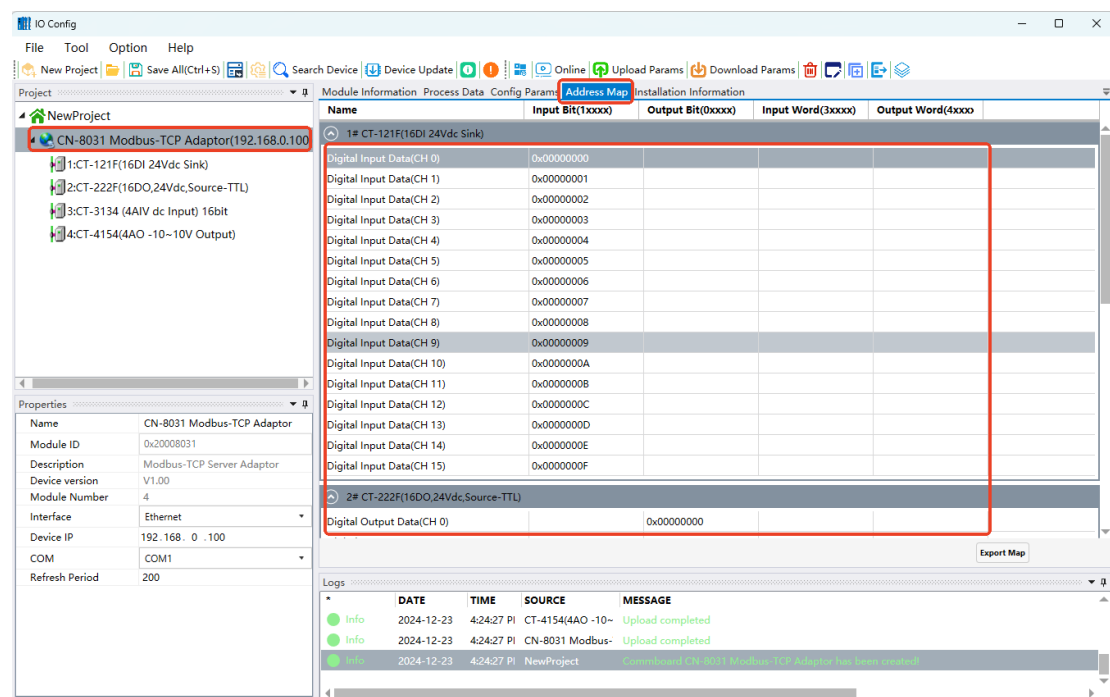 IO Config
File Tool Option Help
New Project Save All(Ctrl+S) Search Device Device Update Online Upload Params Download Params
Project
NewProject
CN-8031 Modbus-TCP Adaptor(192.168.0.100
1:CT-121F(16DI 24Vdc Sink)
2:CT-222F(16DO,24Vdc,Source-TTL)
3:CT-3134 (4AIV dc Input) 16bit
4:CT-4154(4AO -10~10V Output)
Properties
Name CN-8031 Modbus-TCP Adaptor
Module ID 0x20008031
Description Modbus-TCP Server Adaptor
Device version V1.00
Module Number 4
Interface Ethernet
Device IP 192.168. 0 .100
COM COM1
Refresh Period 200
Module Information Process Data Config Params Address Map Installation Information
Name Input Bit(1xxxx) Output Bit(0xxxx) Input Word(3xxxx) Output Word(4xxxx)
1# CT-121F(16DI 24Vdc Sink)
Digital Input Data(CH 0) 0x00000000
Digital Input Data(CH 1) 0x00000001
Digital Input Data(CH 2) 0x00000002
Digital Input Data(CH 3) 0x00000003
Digital Input Data(CH 4) 0x00000004
Digital Input Data(CH 5) 0x00000005
Digital Input Data(CH 6) 0x00000006
Digital Input Data(CH 7) 0x00000007
Digital Input Data(CH 8) 0x00000008
Digital Input Data(CH 9) 0x00000009
Digital Input Data(CH 10) 0x0000000A
Digital Input Data(CH 11) 0x0000000B
Digital Input Data(CH 12) 0x0000000C
Digital Input Data(CH 13) 0x0000000D
Digital Input Data(CH 14) 0x0000000E
Digital Input Data(CH 15) 0x0000000F
2# CT-222F(16DO,24Vdc,Source-TTL)
Digital Output Data(CH 0) 0x00000000
Export Map
Logs
* DATE TIME SOURCE MESSAGE
Info 2024-12-23 4:24:27 PI CT-4154(4AO -10~ Upload completed
Info 2024-12-23 4:24:27 PI CN-8031 Modbus- Upload completed
Info 2024-12-23 4:24:27 PI NewProject Commboard CN-8031 Modbus-TCP Adaptor has been created!